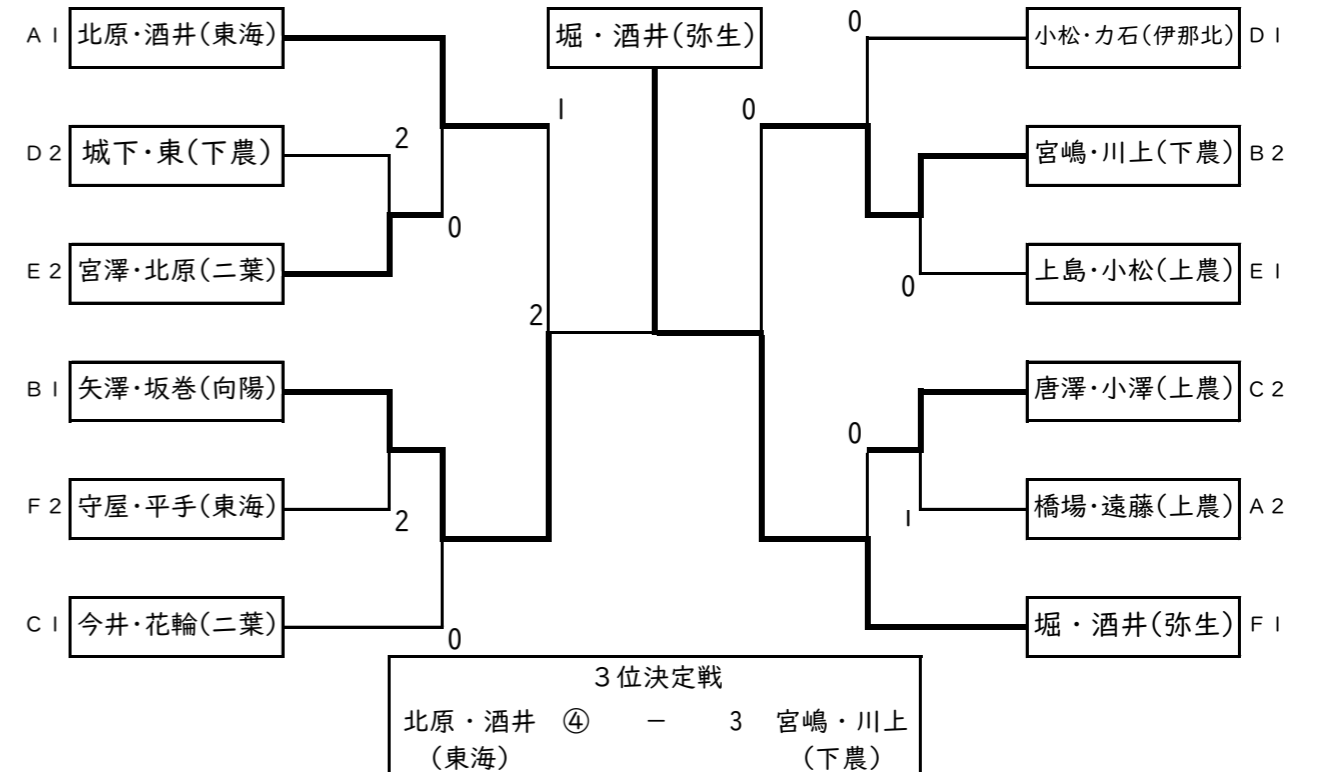 A1 北原・酒井(東海)
D2 城下・東(下農)
E2 宮澤・北原(二葉)
B1 矢澤・坂巻(向陽)
F2 守屋・平手(東海)
C1 今井・花輪(二葉)
2
0
1
2
2
0
堀・酒井(弥生)
0
0
0
0
1
小松・力石(伊那北) D1
宮嶋・川上(下農) B2
上島・小松(上農) E1
唐澤・小澤(上農) C2
橋場・遠藤(上農) A2
堀・酒井(弥生) F1
3位決定戦
北原・酒井 ④ － 3 宮嶋・川上
(東海) (下農)